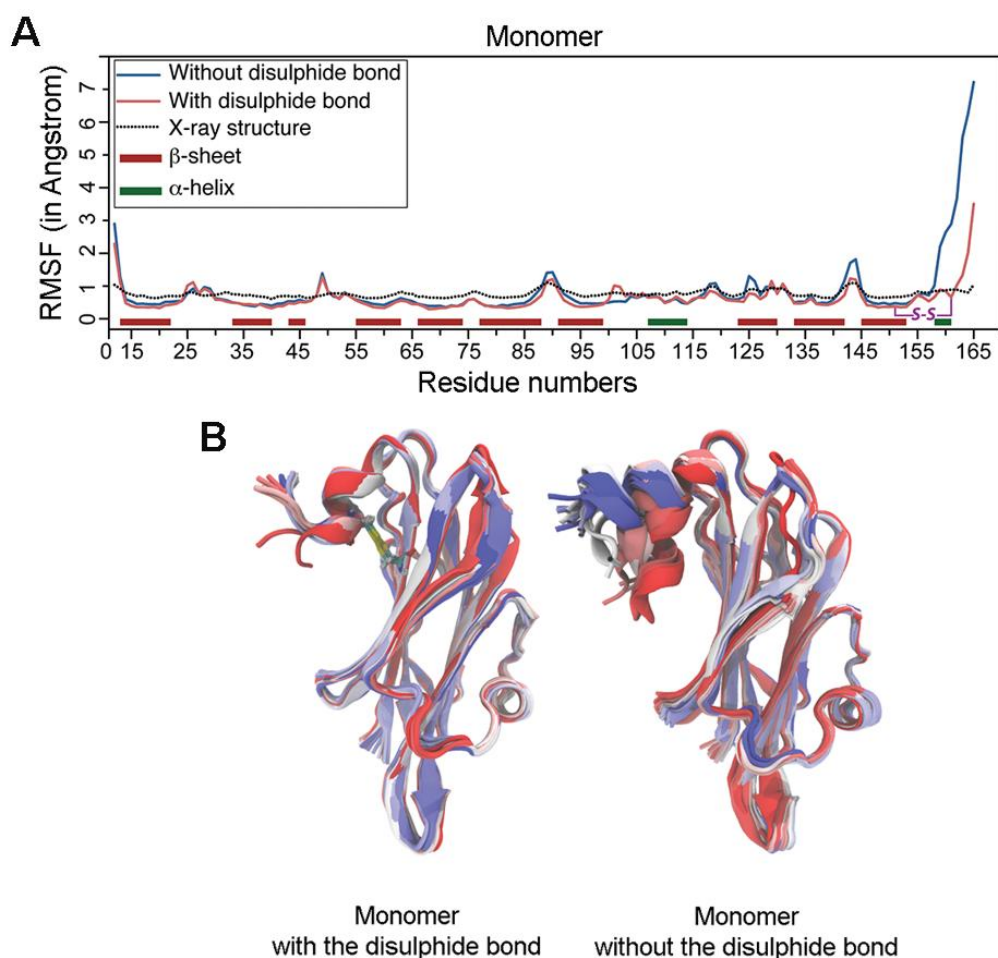 A
Monomer
RMSF (in Angstrom)
7
6
5
4
3
2
1
0
Without disulphide bond
With disulphide bond
X-ray structure
β-sheet
α-helix
S-S
05 15 25 35 45 55 65 75 85 95 105 115 125 135 145 155 165
Residue numbers
B
Monomer
with the disulphide bond
Monomer
without the disulphide bond